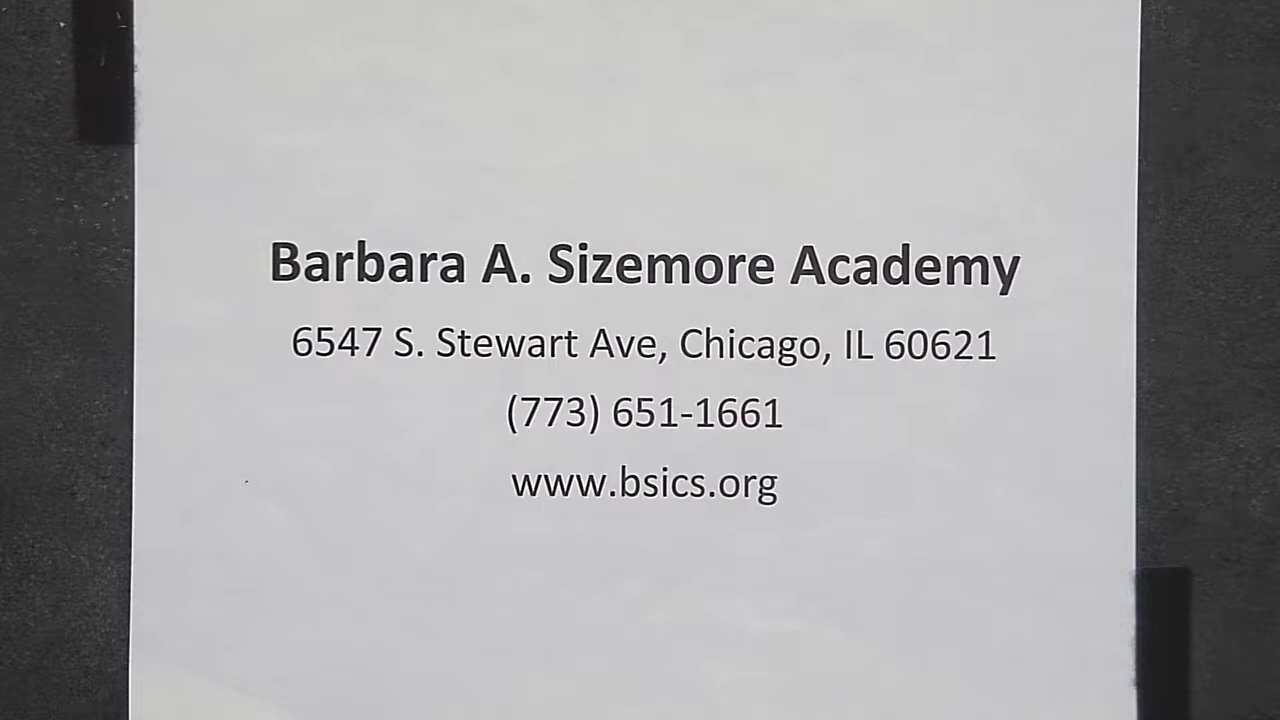 Barbara A. Sizemore Academy
6547 S. Stewart Ave, Chicago, IL 60621
(773) 651-1661
www.bsics.org